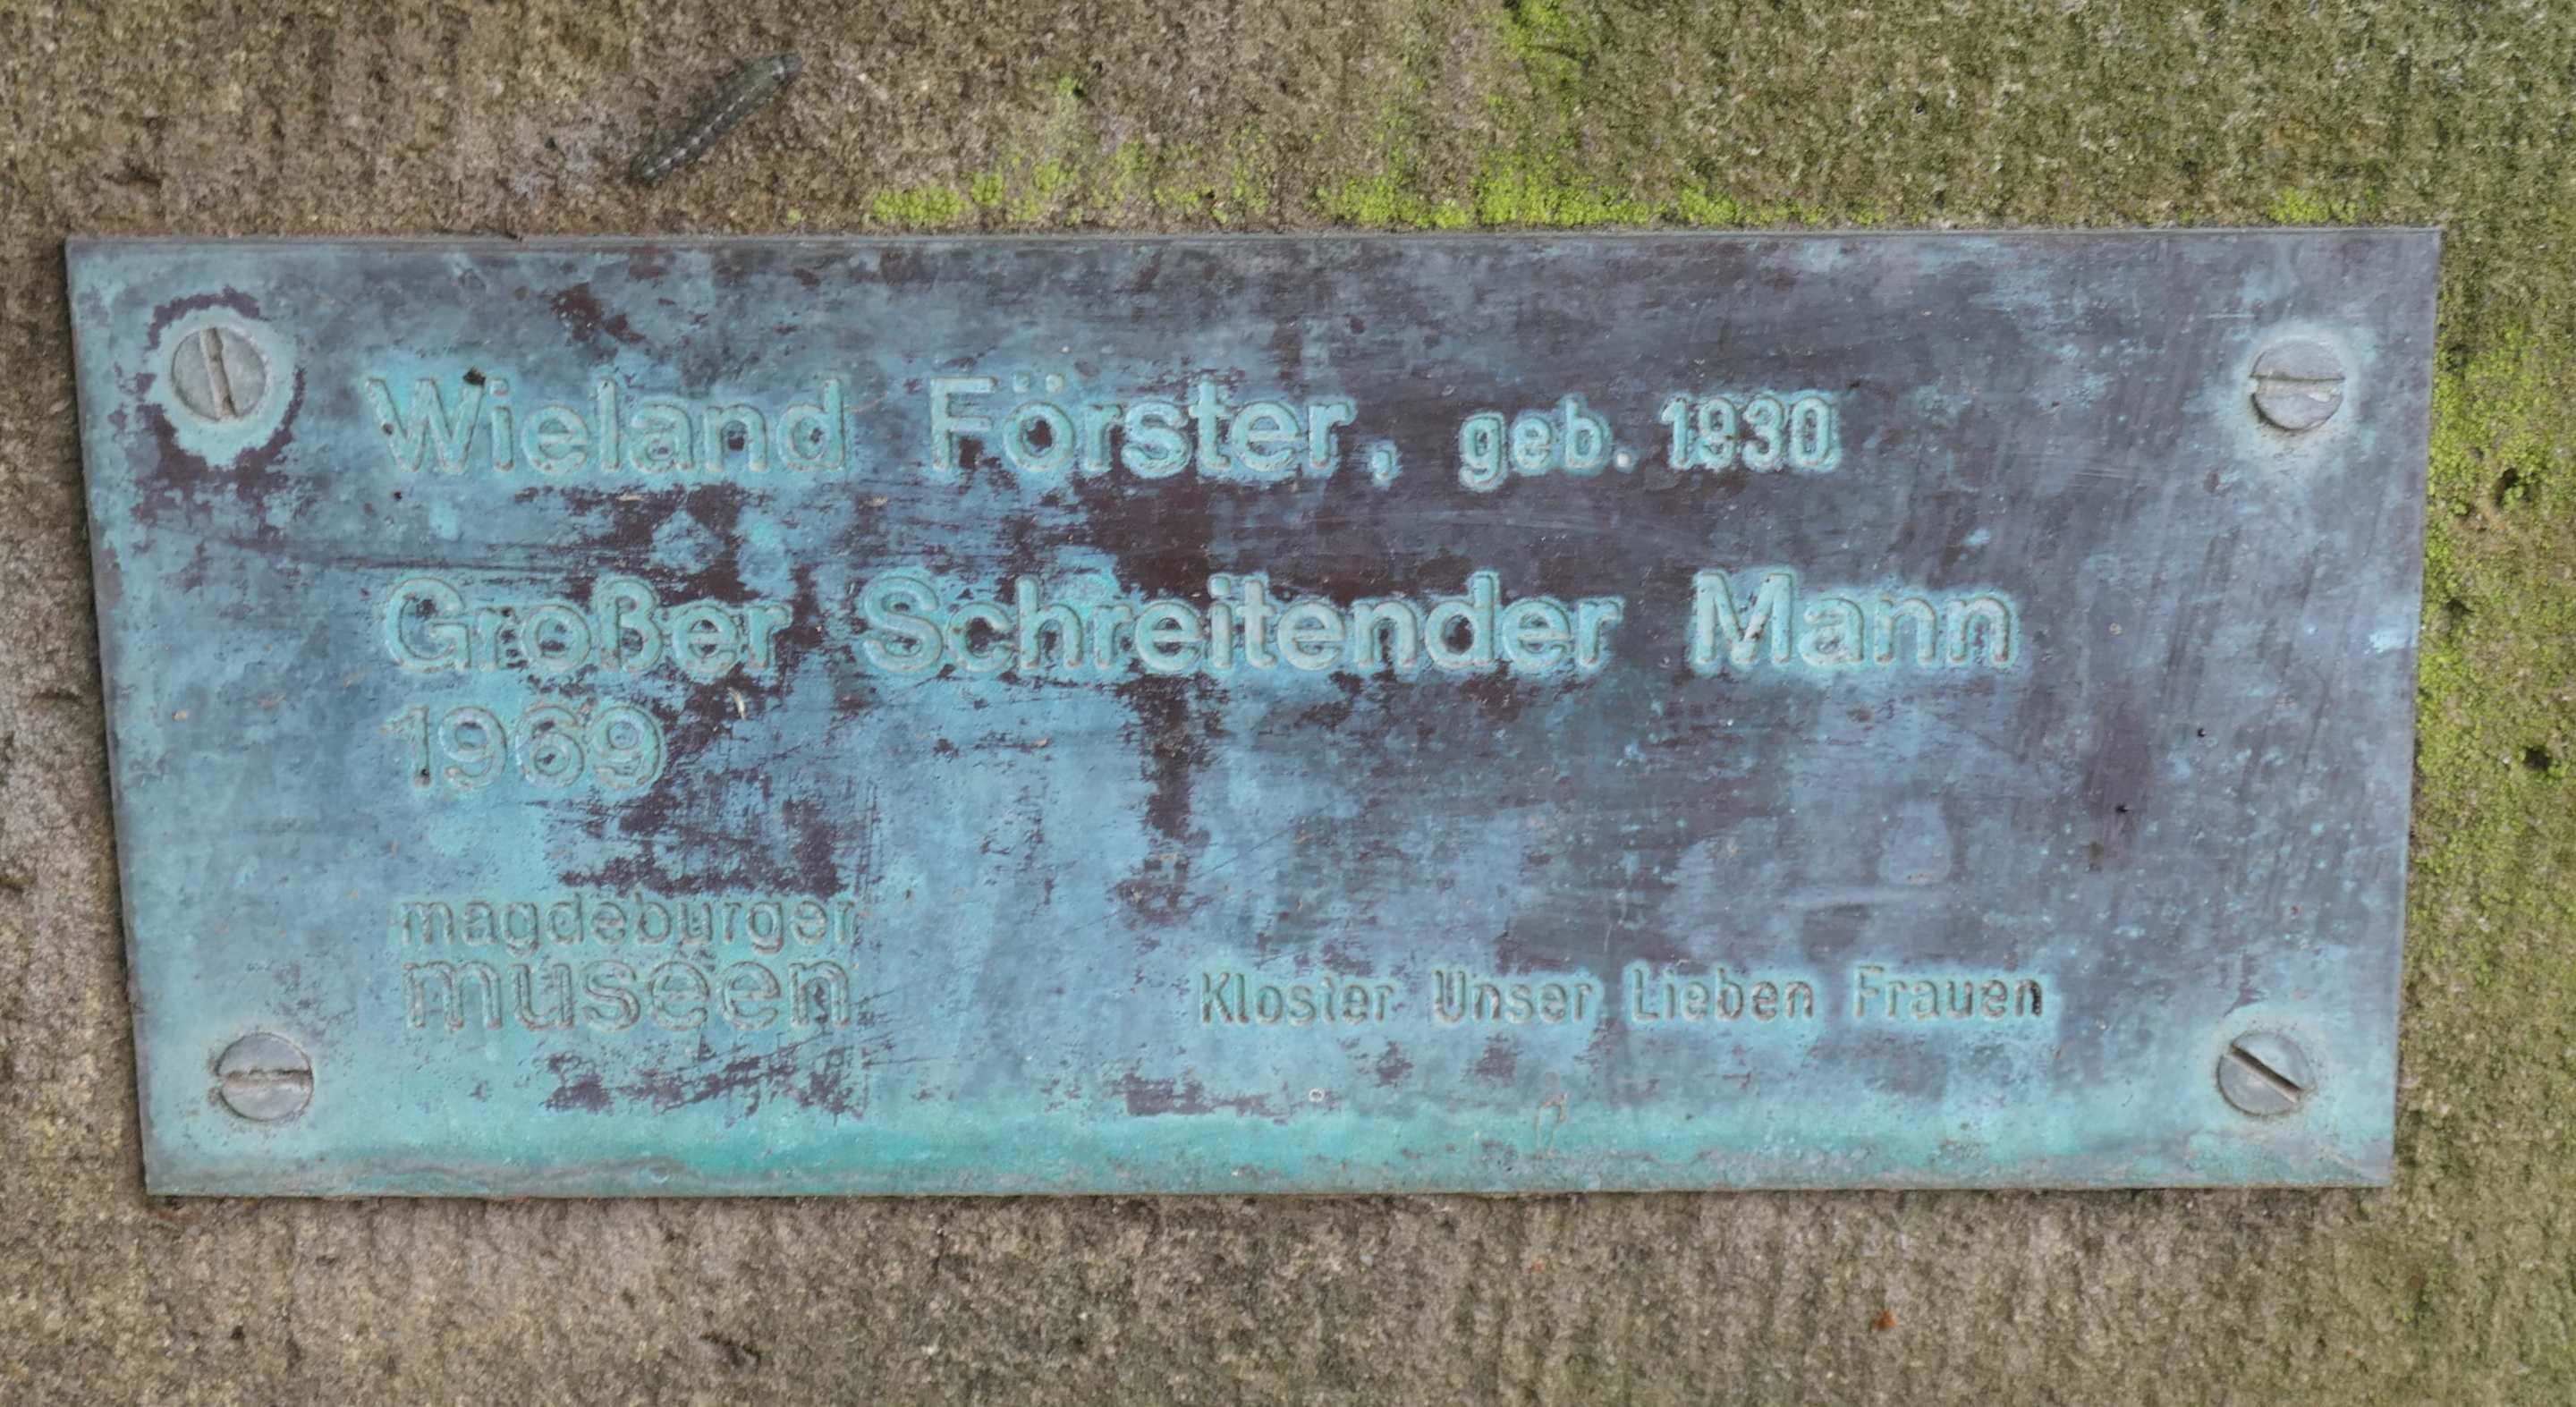 Wieland Förster, geb. 1930
Großer Schreitender Mann
1969
magdeburger
museen
Kloster Unser Lieben Frauen